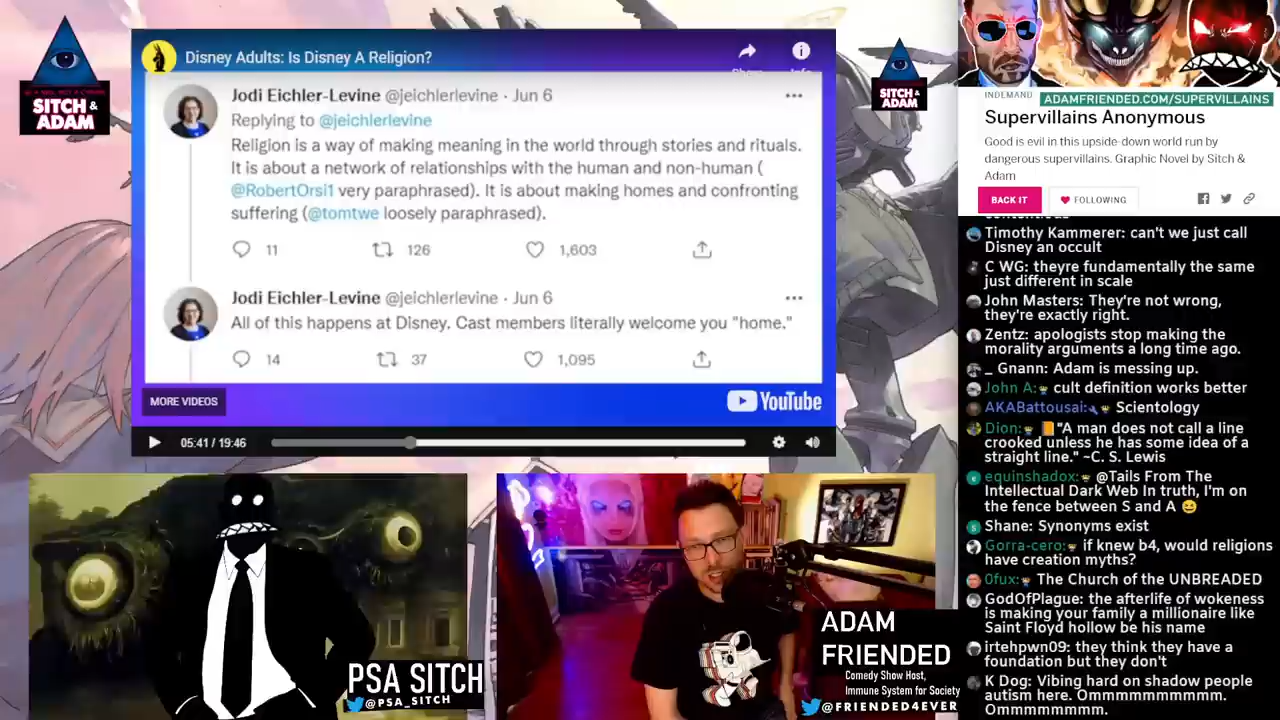 Disney Adults: Is Disney A Religion?
Jodi Eichler-Levine @jeichlerlevine · Jun 6
Replying to @jeichlerlevine
Religion is a way of making meaning in the world through stories and rituals.
It is about a network of relationships with the human and non-human (
@RobertOrsi1 very paraphrased). It is about making homes and confronting
suffering (@tomtwe loosely paraphrased).
11 126 1,603
Jodi Eichler-Levine @jeichlerlevine · Jun 6
All of this happens at Disney. Cast members literally welcome you "home."
14 37 1,095
MORE VIDEOS
YouTube
05:41 / 19:46
SITCH &
ADAM
SITCH &
ADAM
INDEMAND
ADAMFRIENDED.COM/SUPERVILLAINS
Supervillains Anonymous
Good is evil in this upside-down world run by
dangerous supervillains. Graphic Novel by Sitch &
Adam
BACK IT
FOLLOWING
Timothy Kammerer: can't we just call
Disney an occult
C WG: theyre fundamentally the same
just different in scale
John Masters: They're not wrong,
they're exactly right.
Zentz: apologists stop making the
morality arguments a long time ago.
_ Gnann: Adam is messing up.
John A: cult definition works better
AKABattousai: Scientology
Dion: "A man does not call a line
crooked unless he has some idea of a
straight line." ~C. S. Lewis
equinshadox: @Tails From The
Intellectual Dark Web In truth, I'm on
the fence between S and A 😆
Shane: Synonyms exist
Gorra-cero: if knew b4, would religions
have creation myths?
0fux: The Church of the UNBREADED
GodOfPlague: the afterlife of wokeness
is making your family a millionaire like
Saint Floyd hollow be his name
irtehpwn09: they think they have a
foundation but they don't
K Dog: Vibing hard on shadow people
autism here. Ommmmmmmmmm.
Ommmmmmmm.
PSA SITCH
@PSA_SITCH
ADAM
FRIENDED
Comedy Show Host,
Immune System for Society
@FRIENDED4EVER